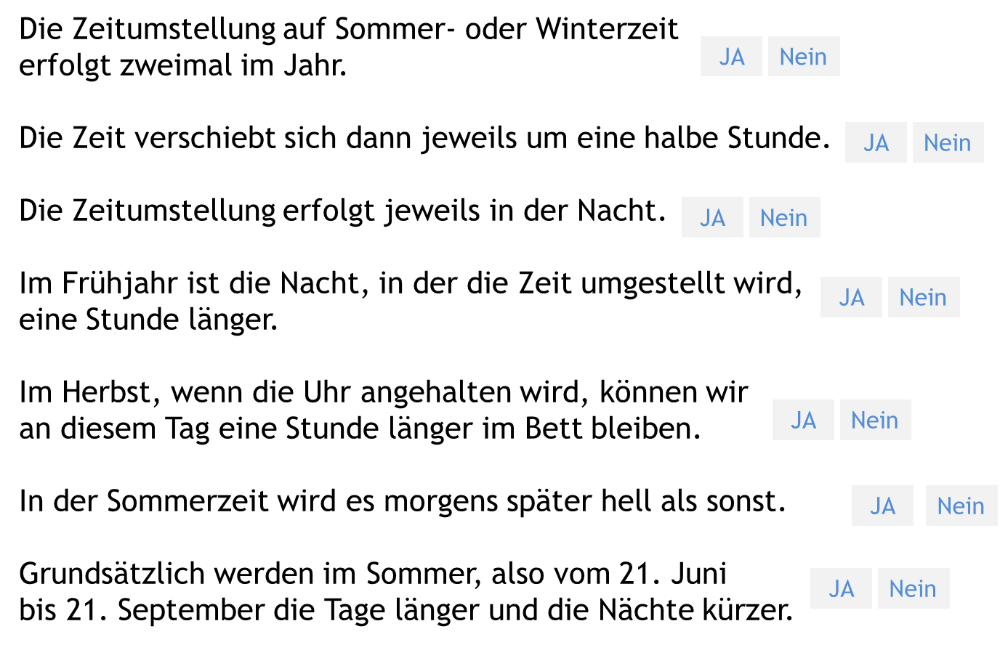 Die Zeitumstellung auf Sommer- oder Winterzeit
erfolgt zweimal im Jahr.
JA Nein
Die Zeit verschiebt sich dann jeweils um eine halbe Stunde. JA Nein
Die Zeitumstellung erfolgt jeweils in der Nacht. JA Nein
Im Frühjahr ist die Nacht, in der die Zeit umgestellt wird,
eine Stunde länger.
JA Nein
Im Herbst, wenn die Uhr angehalten wird, können wir
an diesem Tag eine Stunde länger im Bett bleiben.
JA Nein
In der Sommerzeit wird es morgens später hell als sonst. JA Nein
Grundsätzlich werden im Sommer, also vom 21. Juni
bis 21. September die Tage länger und die Nächte kürzer.
JA Nein